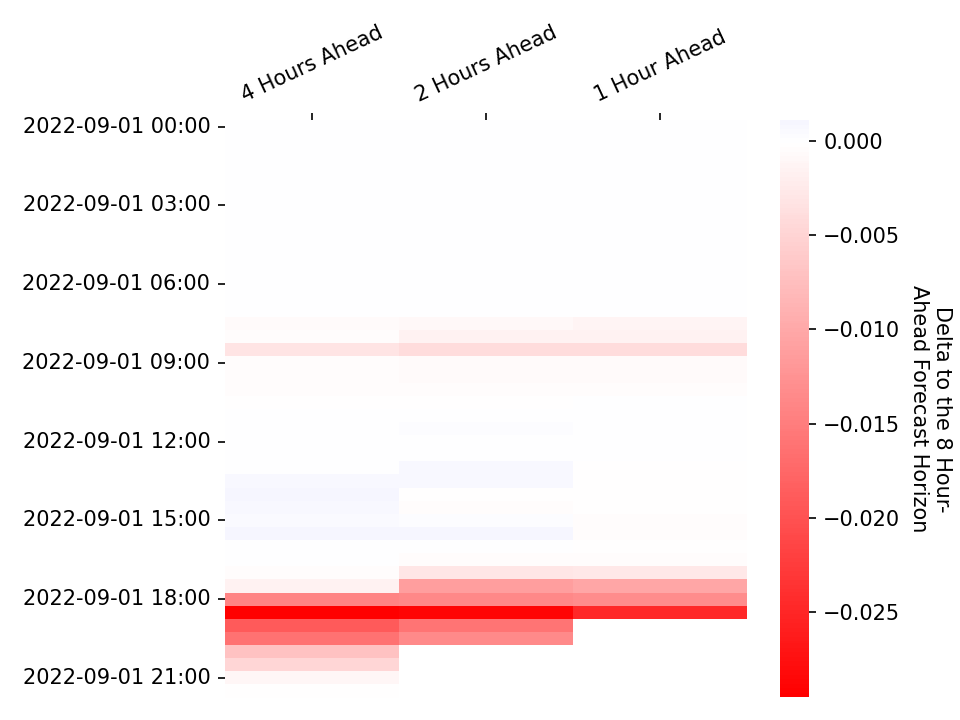 4 Hours Ahead
2 Hours Ahead
1 Hour Ahead
2022-09-01 00:00
2022-09-01 03:00
2022-09-01 06:00
2022-09-01 09:00
2022-09-01 12:00
2022-09-01 15:00
2022-09-01 18:00
2022-09-01 21:00
0.000
−0.005
−0.010
−0.015
−0.020
−0.025
Delta to the 8 Hour-
Ahead Forecast Horizon